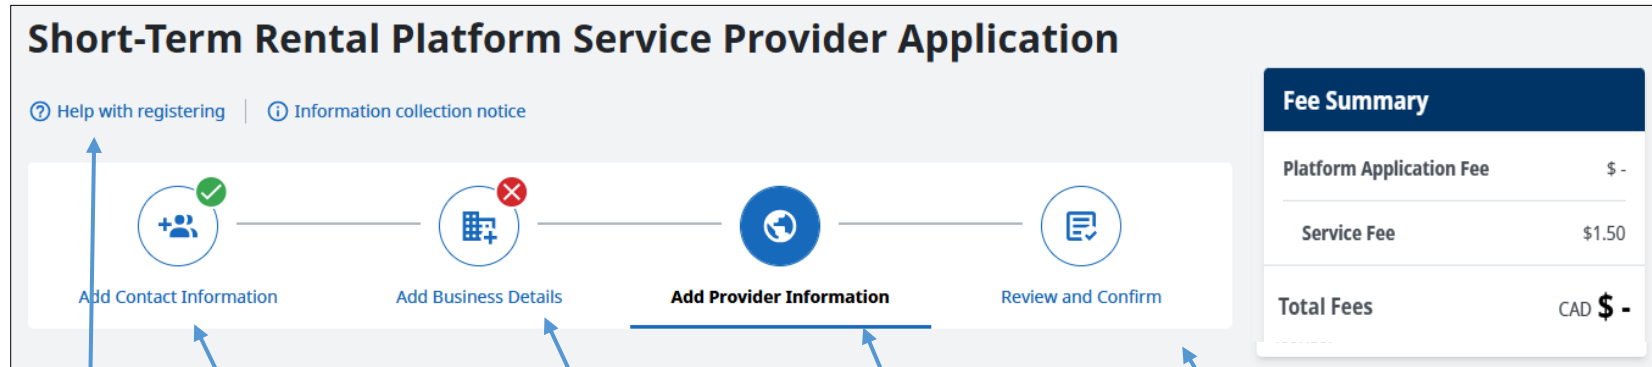 Short-Term Rental Platform Service Provider Application
Help with registering
Information collection notice
Add Contact Information
Add Business Details
Add Provider Information
Review and Confirm
Fee Summary
Platform Application Fee $ -
Service Fee $1.50
Total Fees CAD $ -